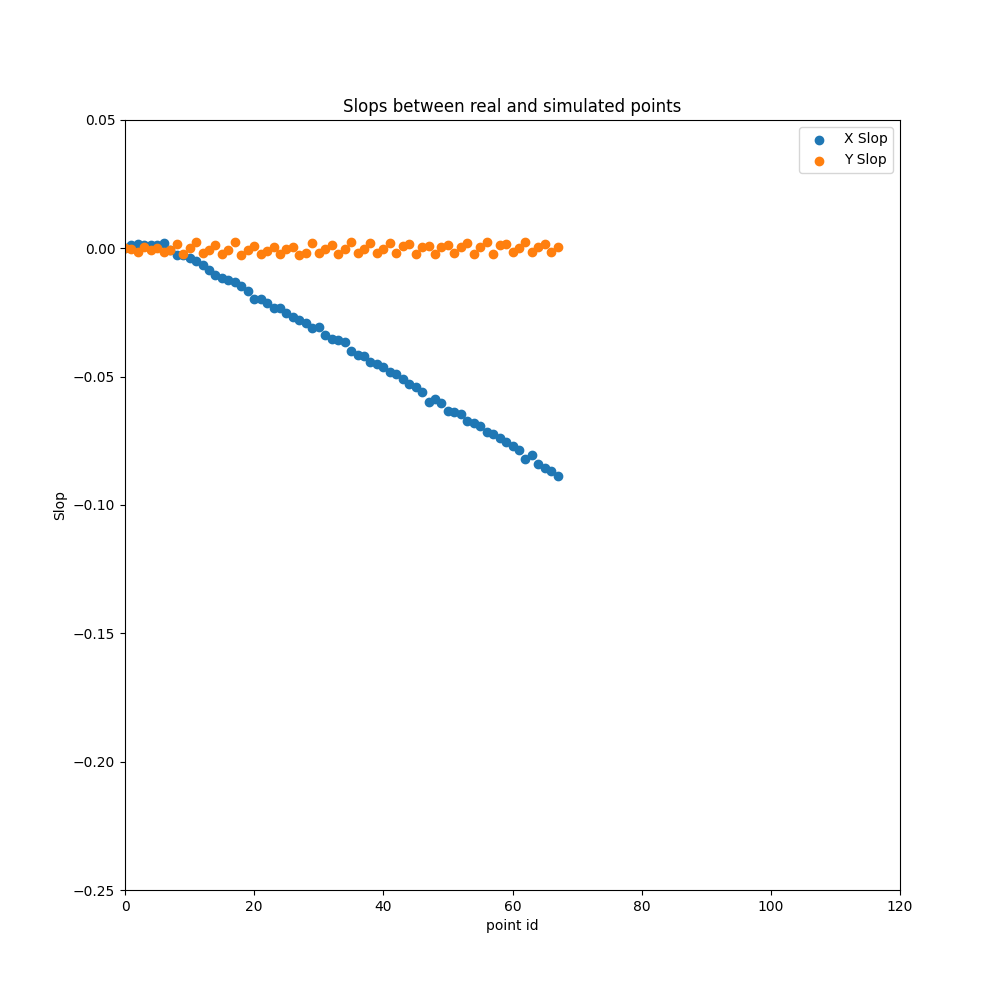 Slops between real and simulated points
X Slop
Y Slop
0.05
0.00
−0.05
−0.10
−0.15
−0.20
−0.25
Slop
0 20 40 60 80 100 120
point id